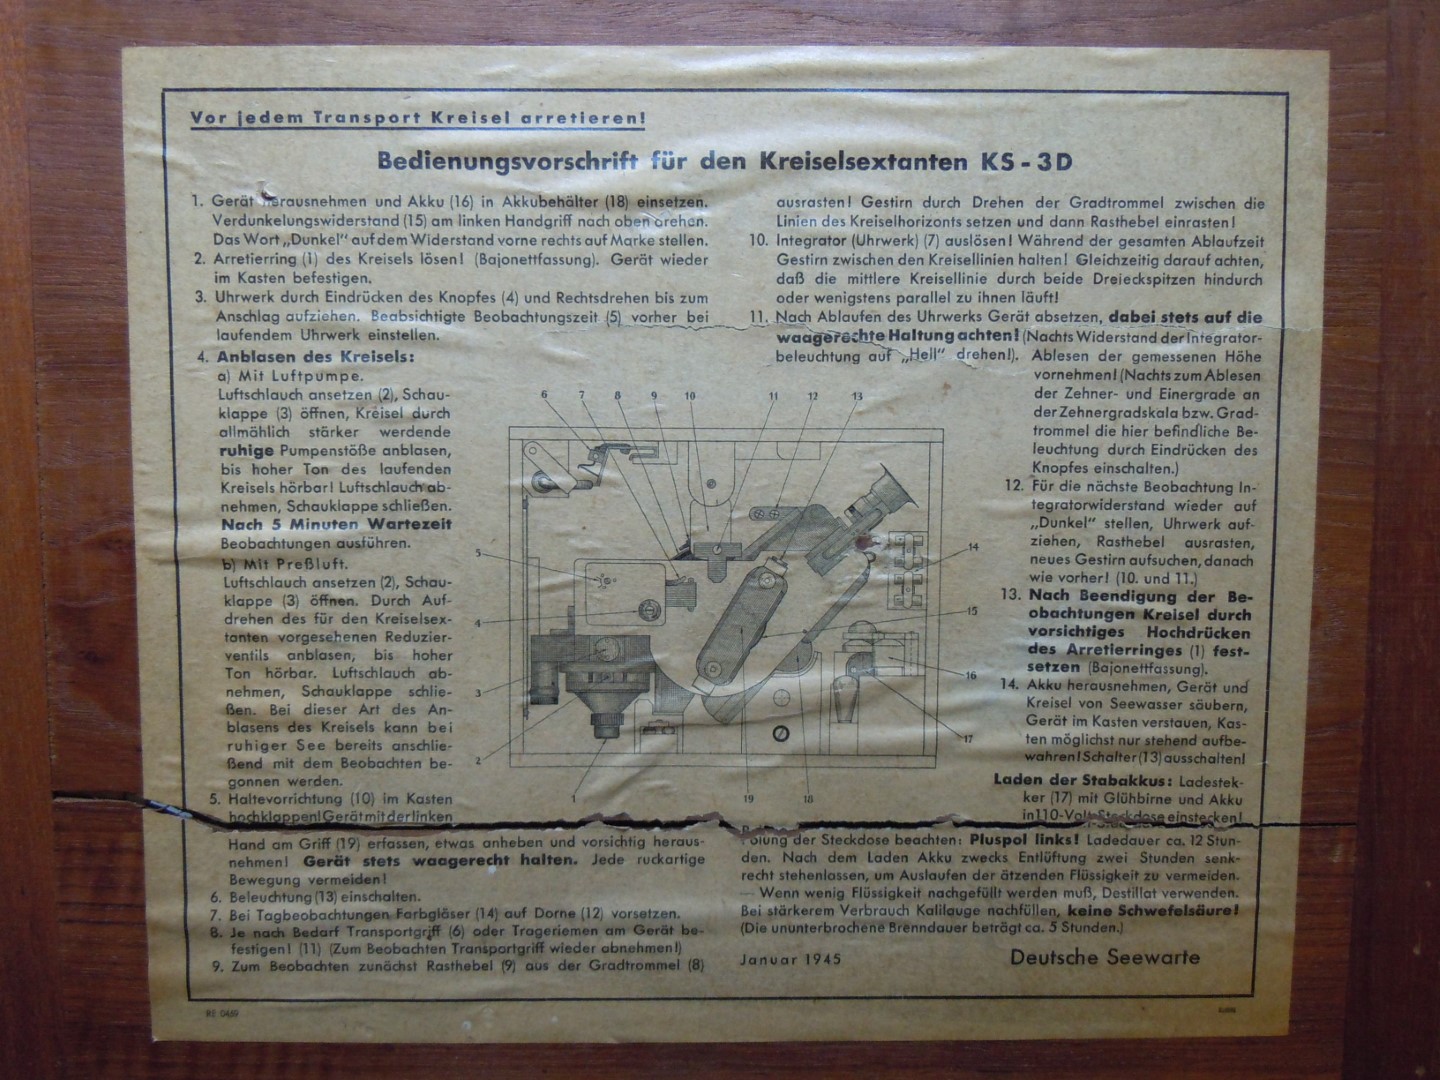 Vor jedem Transport Kreisel arretieren!
Bedienungsvorschrift für den Kreiselsextanten KS-3D
1. Gerät herausnehmen und Akku (16) in Akkubehälter (18) einsetzen.
Verdunkelungswiderstand (15) am linken Handgriff nach oben drehen.
Das Wort „Dunkel" auf dem Widerstand vorne rechts auf Marke stellen.
2. Arretierring (1) des Kreisels lösen! (Bajonettfassung). Gerät wieder
im Kasten befestigen.
3. Uhrwerk durch Eindrücken des Knopfes (4) und Rechtsdrehen bis zum
Anschlag aufziehen. Beabsichtigte Beobachtungszeit (5) vorher bei
laufendem Uhrwerk einstellen.
4. Anblasen des Kreisels:
a) Mit Luftpumpe.
Luftschlauch ansetzen (2), Schau-
klappe (3) öffnen, Kreisel durch
allmählich stärker werdende
ruhige Pumpenstöße anblasen,
bis hoher Ton des laufenden
Kreisels hörbar! Luftschlauch ab-
nehmen, Schauklappe schließen.
Nach 5 Minuten Wartezeit
Beobachtungen ausführen.
b) Mit Preßluft.
Luftschlauch ansetzen (2), Schau-
klappe (3) öffnen. Durch Auf-
drehen des für den Kreiselsex-
tanten vorgesehenen Reduzier-
ventils anblasen, bis hoher
Ton hörbar. Luftschlauch ab-
nehmen, Schauklappe schlie-
ßen. Bei dieser Art des An-
blasens des Kreisels kann bei
ruhiger See bereits anschlie-
ßend mit dem Beobachten be-
gonnen werden.
5. Haltevorrichtung (10) im Kasten
hochklappen! Gerät mit der linken
Hand am Griff (19) erfassen, etwas anheben und vorsichtig heraus-
nehmen! Gerät stets waagerecht halten. Jede ruckartige
Bewegung vermeiden!
6. Beleuchtung (13) einschalten.
7. Bei Tagbeobachtungen Farbgläser (14) auf Dorne (12) vorsetzen.
8. Je nach Bedarf Transportgriff (6) oder Trageriemen am Gerät be-
festigen! (11) (Zum Beobachten Transportgriff wieder abnehmen!)
9. Zum Beobachten zunächst Rasthebel (9) aus der Gradtrommel (8)
ausrasten! Gestirn durch Drehen der Gradtrommel zwischen die
Linien des Kreiselhorizonts setzen und dann Rasthebel einrasten!
10. Integrator (Uhrwerk) (7) auslösen! Während der gesamten Ablaufzeit
Gestirn zwischen den Kreisellinien halten! Gleichzeitig darauf achten,
daß die mittlere Kreisellinie durch beide Dreieckspitzen hindurch
oder wenigstens parallel zu ihnen läuft!
11. Nach Ablaufen des Uhrwerks Gerät absetzen, dabei stets auf die
waagerechte Haltung achten! (Nachts Widerstand der Integrator-
beleuchtung auf „Hell" drehen!). Ablesen der gemessenen Höhe
vornehmen! (Nachts zum Ablesen
der Zehner- und Einergrade an
der Zehnergradskala bzw. Grad-
trommel die hier befindliche Be-
leuchtung durch Eindrücken des
Knopfes einschalten.)
12. Für die nächste Beobachtung In-
tegratorwiderstand wieder auf
„Dunkel" stellen, Uhrwerk auf-
ziehen, Rasthebel ausrasten,
neues Gestirn aufsuchen, danach
wie vorher! (10. und 11.)
13. Nach Beendigung der Be-
obachtungen Kreisel durch
vorsichtiges Hochdrücken
des Arretierringes (1) fest-
setzen (Bajonettfassung).
14. Akku herausnehmen, Gerät und
Kreisel von Seewasser säubern,
Gerät im Kasten verstauen, Kas-
ten möglichst nur stehend aufbe-
wahren! Schalter (13) ausschalten!
Laden der Stabakkus: Ladestek-
ker (17) mit Glühbirne und Akku
in 110-Volt-Steckdose einstecken!
Polung der Steckdose beachten: Pluspol links! Ladedauer ca. 12 Stun-
den. Nach dem Laden Akku zwecks Entlüftung zwei Stunden senk-
recht stehenlassen, um Auslaufen der ätzenden Flüssigkeit zu vermeiden.
— Wenn wenig Flüssigkeit nachgefüllt werden muß, Destillat verwenden.
Bei stärkerem Verbrauch Kalilauge nachfüllen, keine Schwefelsäure!
(Die ununterbrochene Brenndauer beträgt ca. 5 Stunden.)
Januar 1945
Deutsche Seewarte
6 7 8 9 10 11 12 13
5
14
4
15
3
16
2
17
1
19
18
RE 0459